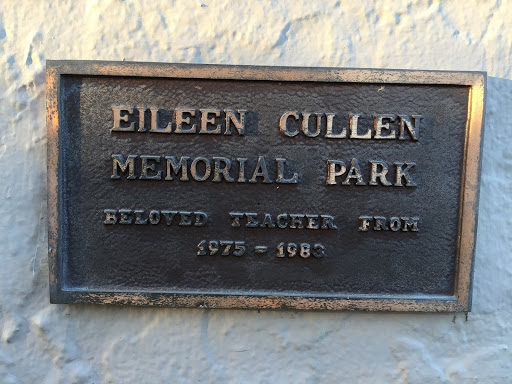 EILEEN CULLEN
MEMORIAL PARK
BELOVED TEACHER FROM
1975 - 1983